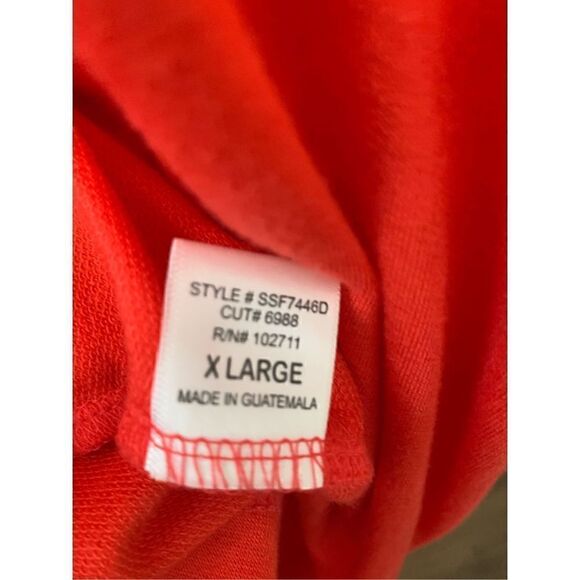 STYLE # SSF7446D
CUT# 6988
R/N# 102711
X LARGE
MADE IN GUATEMALA